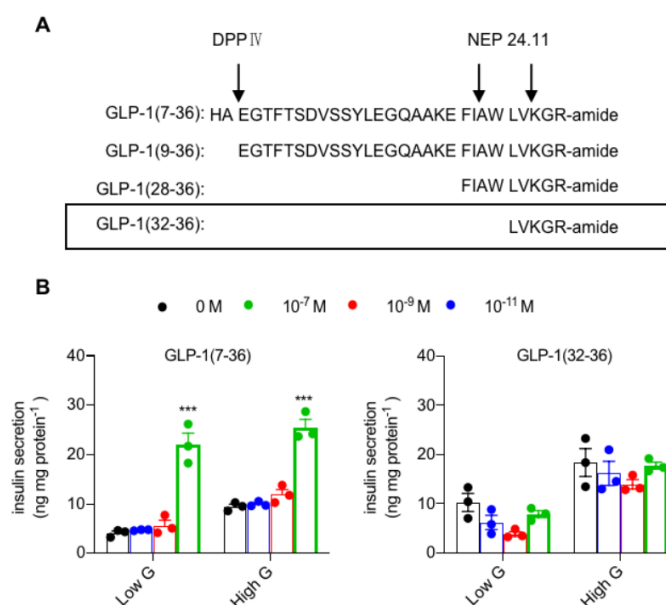 A
DPP Ⅳ NEP 24.11
GLP-1(7-36): HA EGTFTSDVSSYLEGQAAKE FIAW LVKGR-amide
GLP-1(9-36): EGTFTSDVSSYLEGQAAKE FIAW LVKGR-amide
GLP-1(28-36): FIAW LVKGR-amide
GLP-1(32-36): LVKGR-amide
B
0 M 10⁻⁷ M 10⁻⁹ M 10⁻¹¹ M
GLP-1(7-36)
insulin secretion
(ng mg protein⁻¹)
40
30
20
10
0
***
***
Low G
High G
GLP-1(32-36)
insulin secretion
(ng mg protein⁻¹)
40
30
20
10
0
Low G
High G